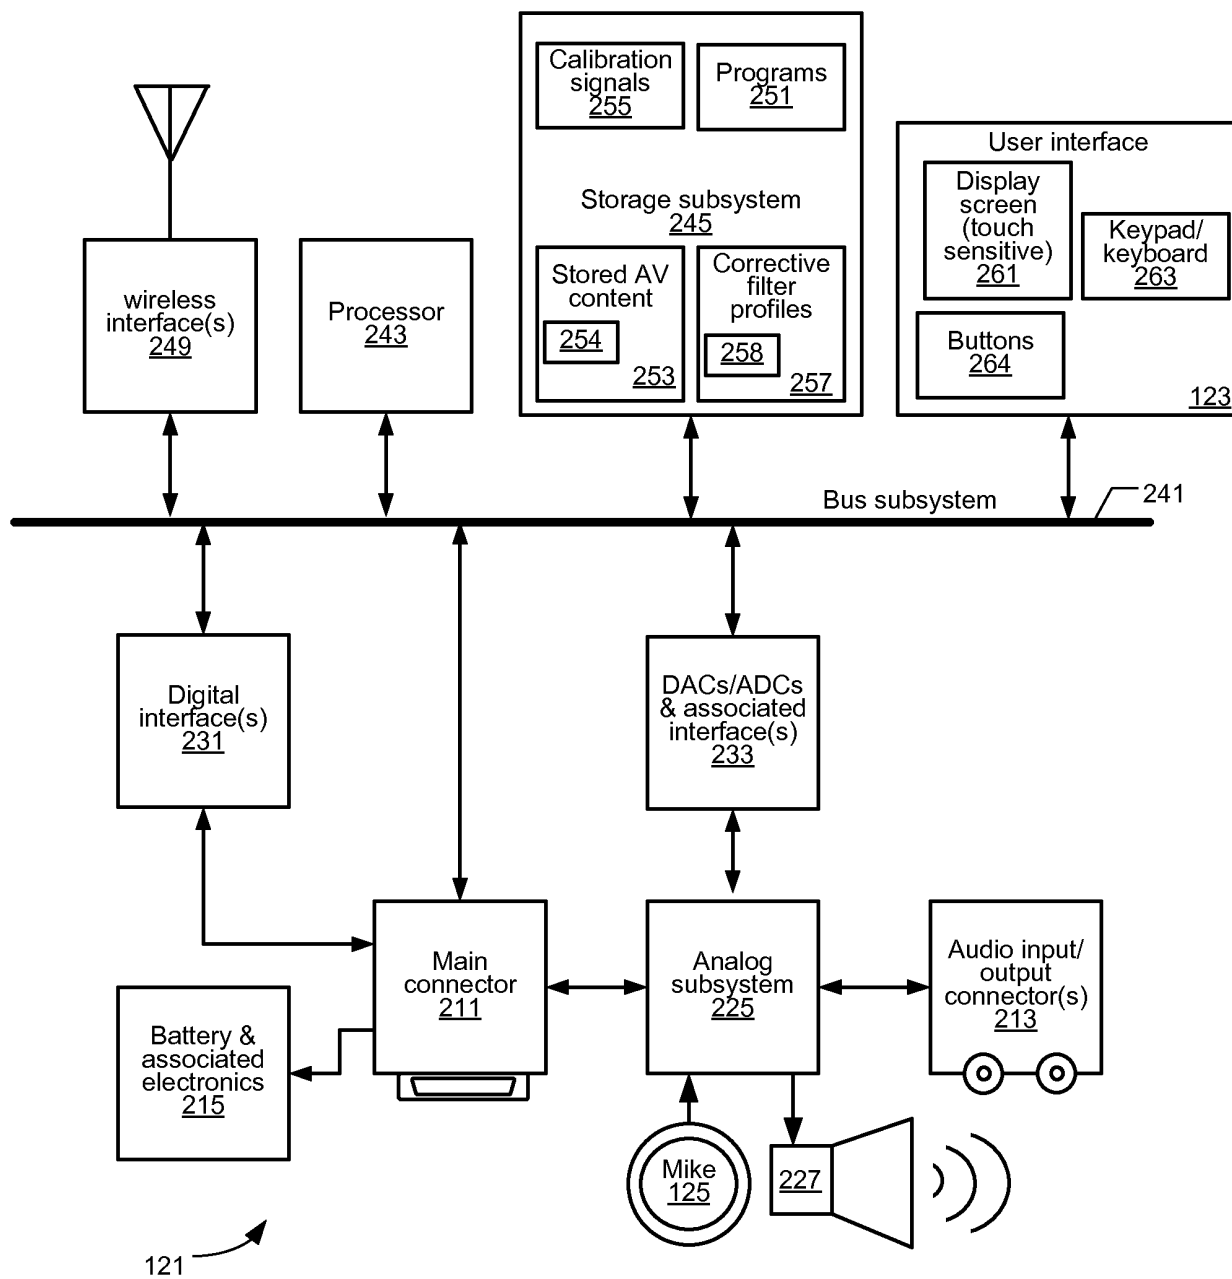 Calibration
signals
255
Programs
251
Storage subsystem
245
Stored AV
content
254
253
Corrective
filter
profiles
258
257
User interface
Display
screen
(touch
sensitive)
261
Keypad/
keyboard
263
Buttons
264
123
wireless
interface(s)
249
Processor
243
Bus subsystem
241
Digital
interface(s)
231
DACs/ADCs
& associated
interface(s)
233
Main
connector
211
Analog
subsystem
225
Audio input/
output
connector(s)
213
Battery &
associated
electronics
215
Mike
125
227
121